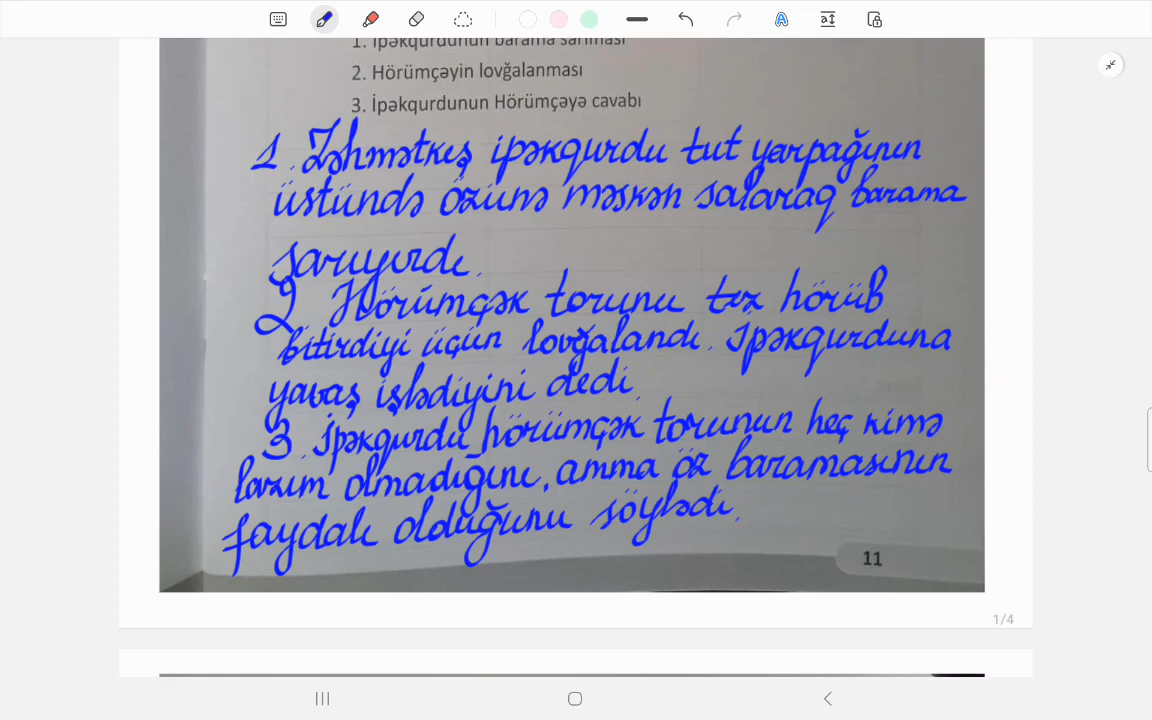 1. İpəkqurdunun barama sarıması
2. Hörümçəyin lovğalanması
3. İpəkqurdunun Hörümçəyə cavabı
1. Zəhmətkeş ipəkqurdu tut yarpağının
üstündə özünə məskən salaraq barama
sarıyırdı.
2 Hörümçək torunu tez hörüb
bitirdiyi üçün lovğalandı. İpəkqurduna
yavaş işlədiyini dedi.
3. İpəkqurdu hörümçək torunun heç kimə
lazım olmadığını, amma öz baramasının
faydalı olduğunu söylədi.
11
1/4